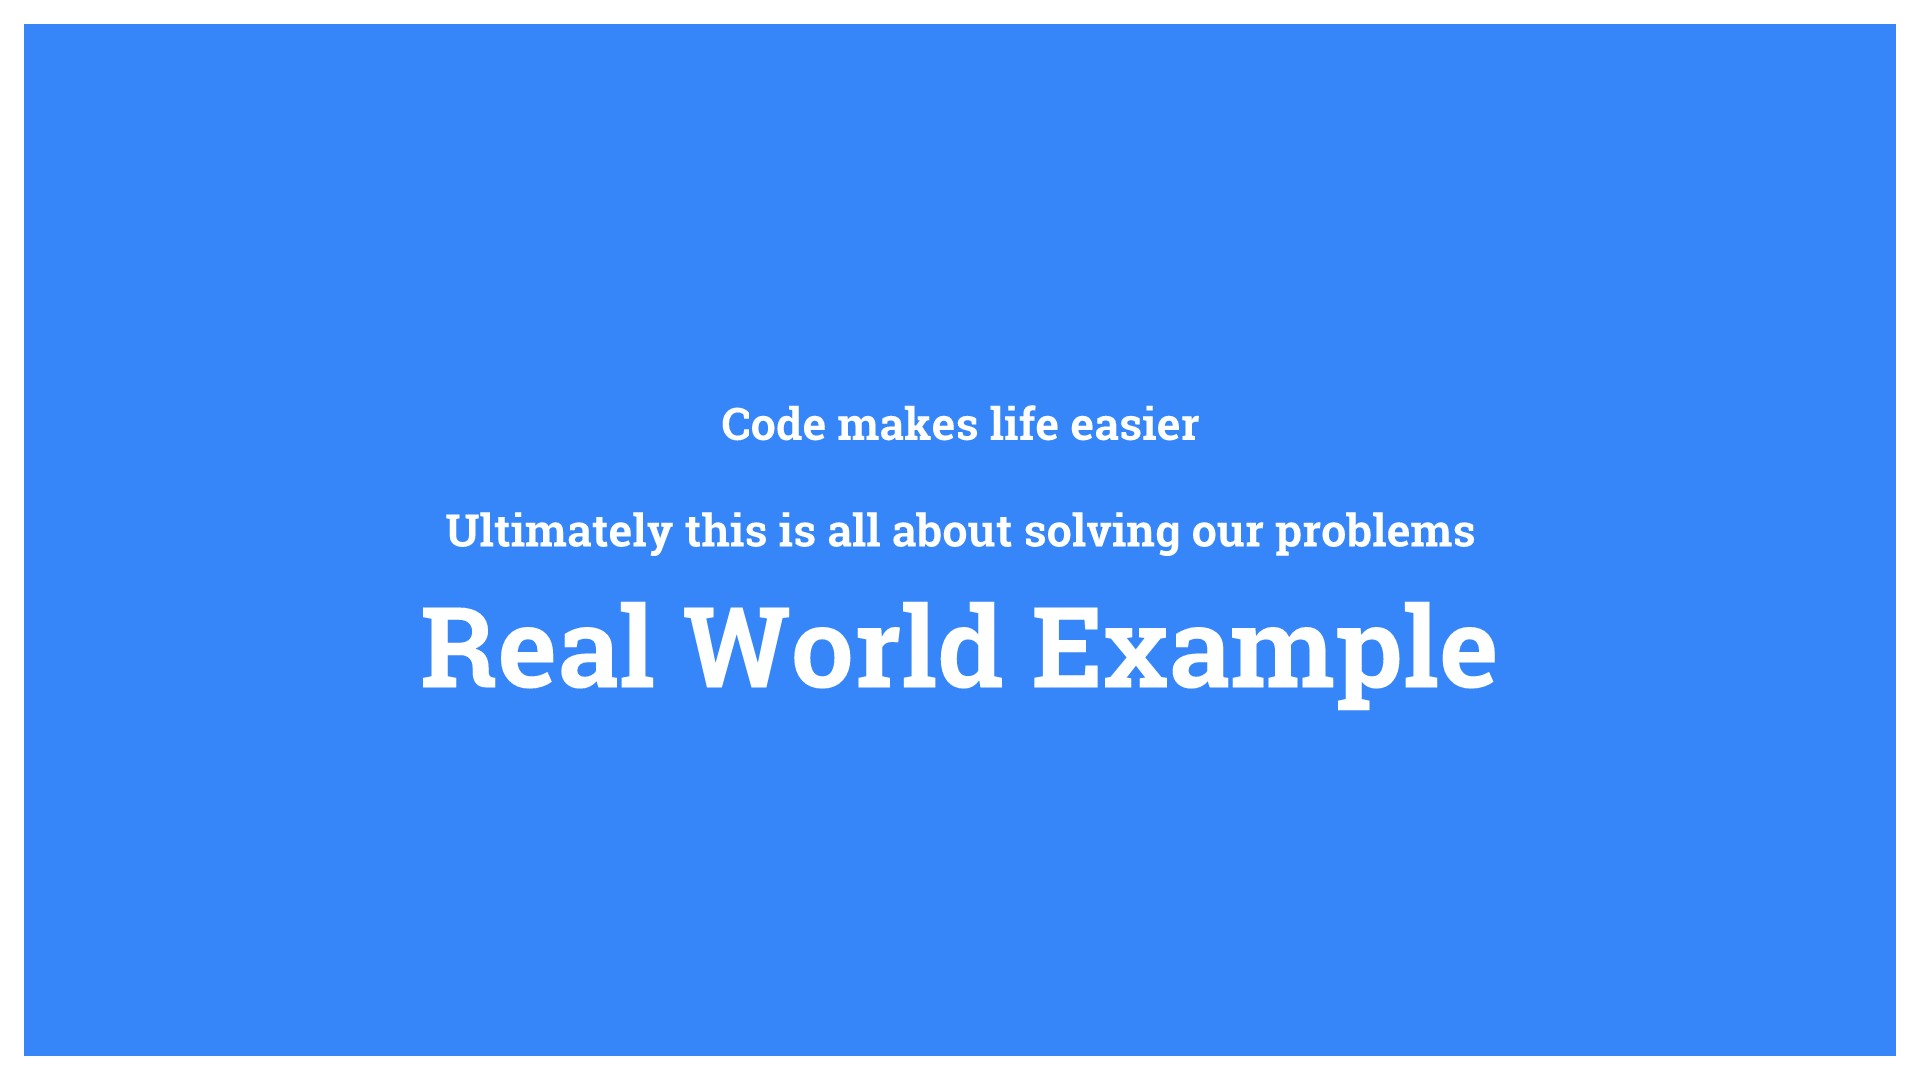 Code makes life easier
Ultimately this is all about solving our problems
Real World Example